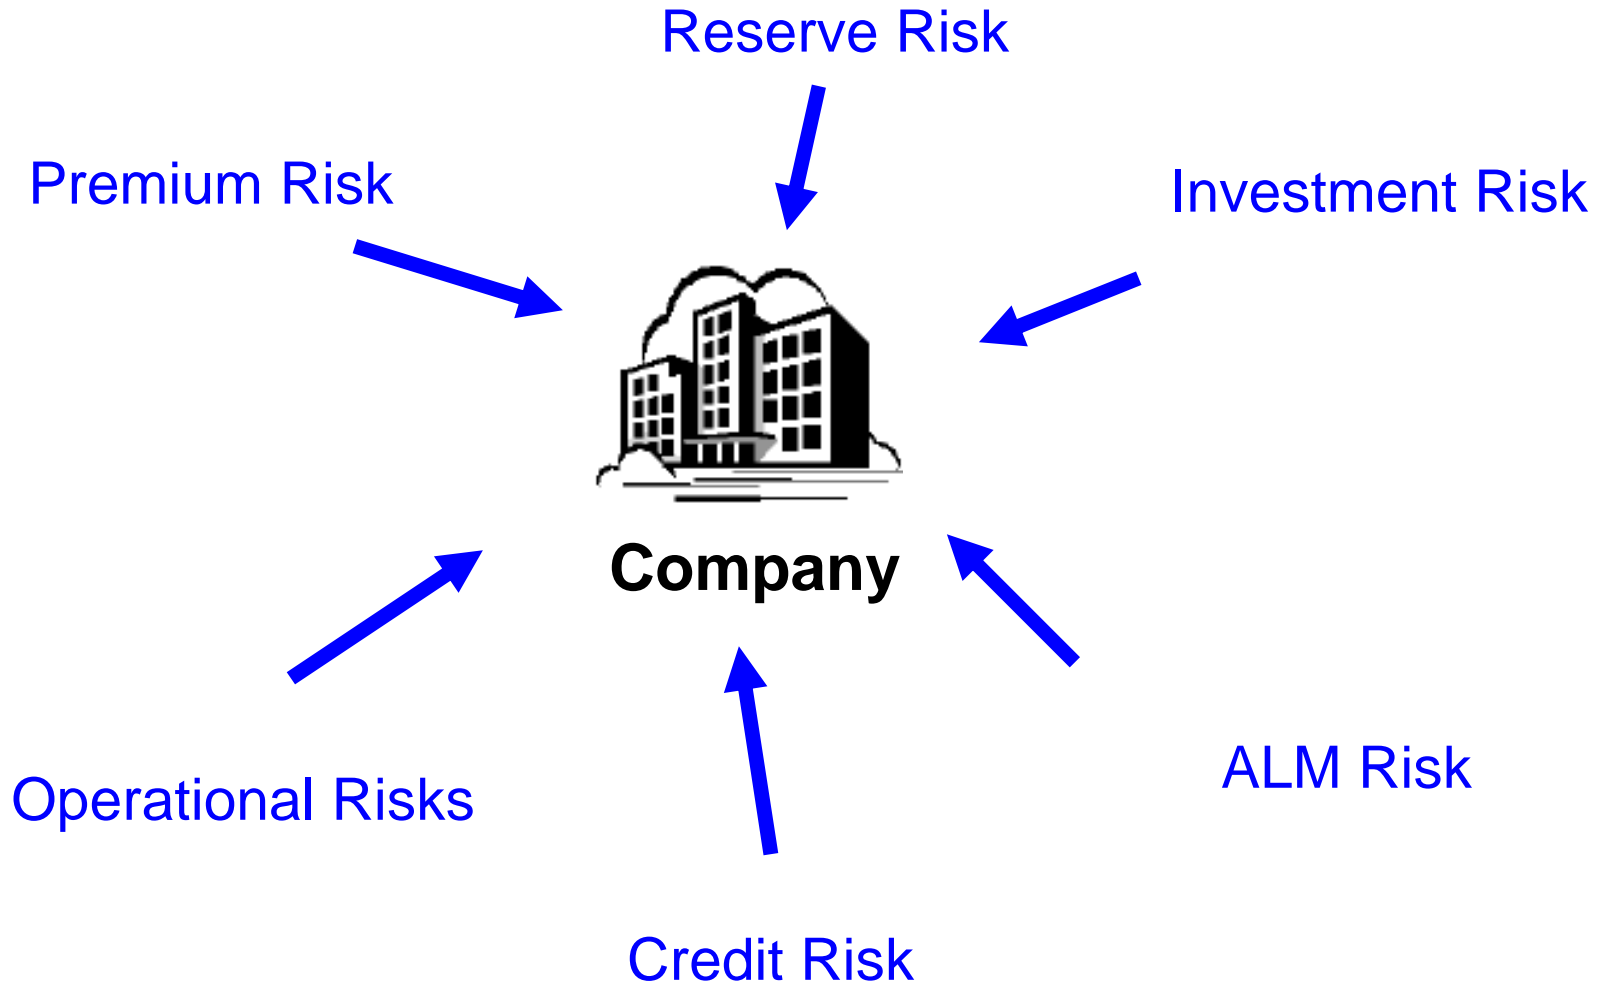 Reserve Risk
Premium Risk
Investment Risk
Company
ALM Risk
Operational Risks
Credit Risk